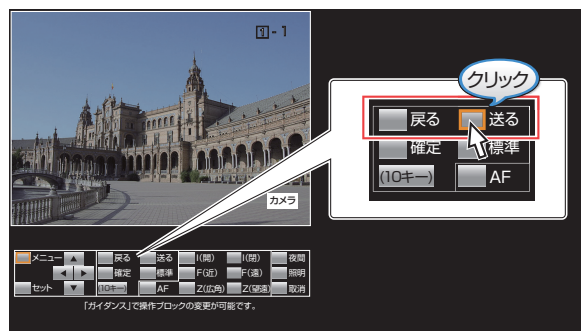 1-1
カメラ
メニュー ▲ 戻る 送る I(開) I(閉) 夜間
◀ ▶ 確定 標準 F(近) F(遠) 照明
セット ▼ (10キー) AF Z(広角) Z(望遠) 取消
「ガイダンス」で操作ブロックの変更が可能です。
クリック
戻る 送る
確定 標準
(10キー) AF